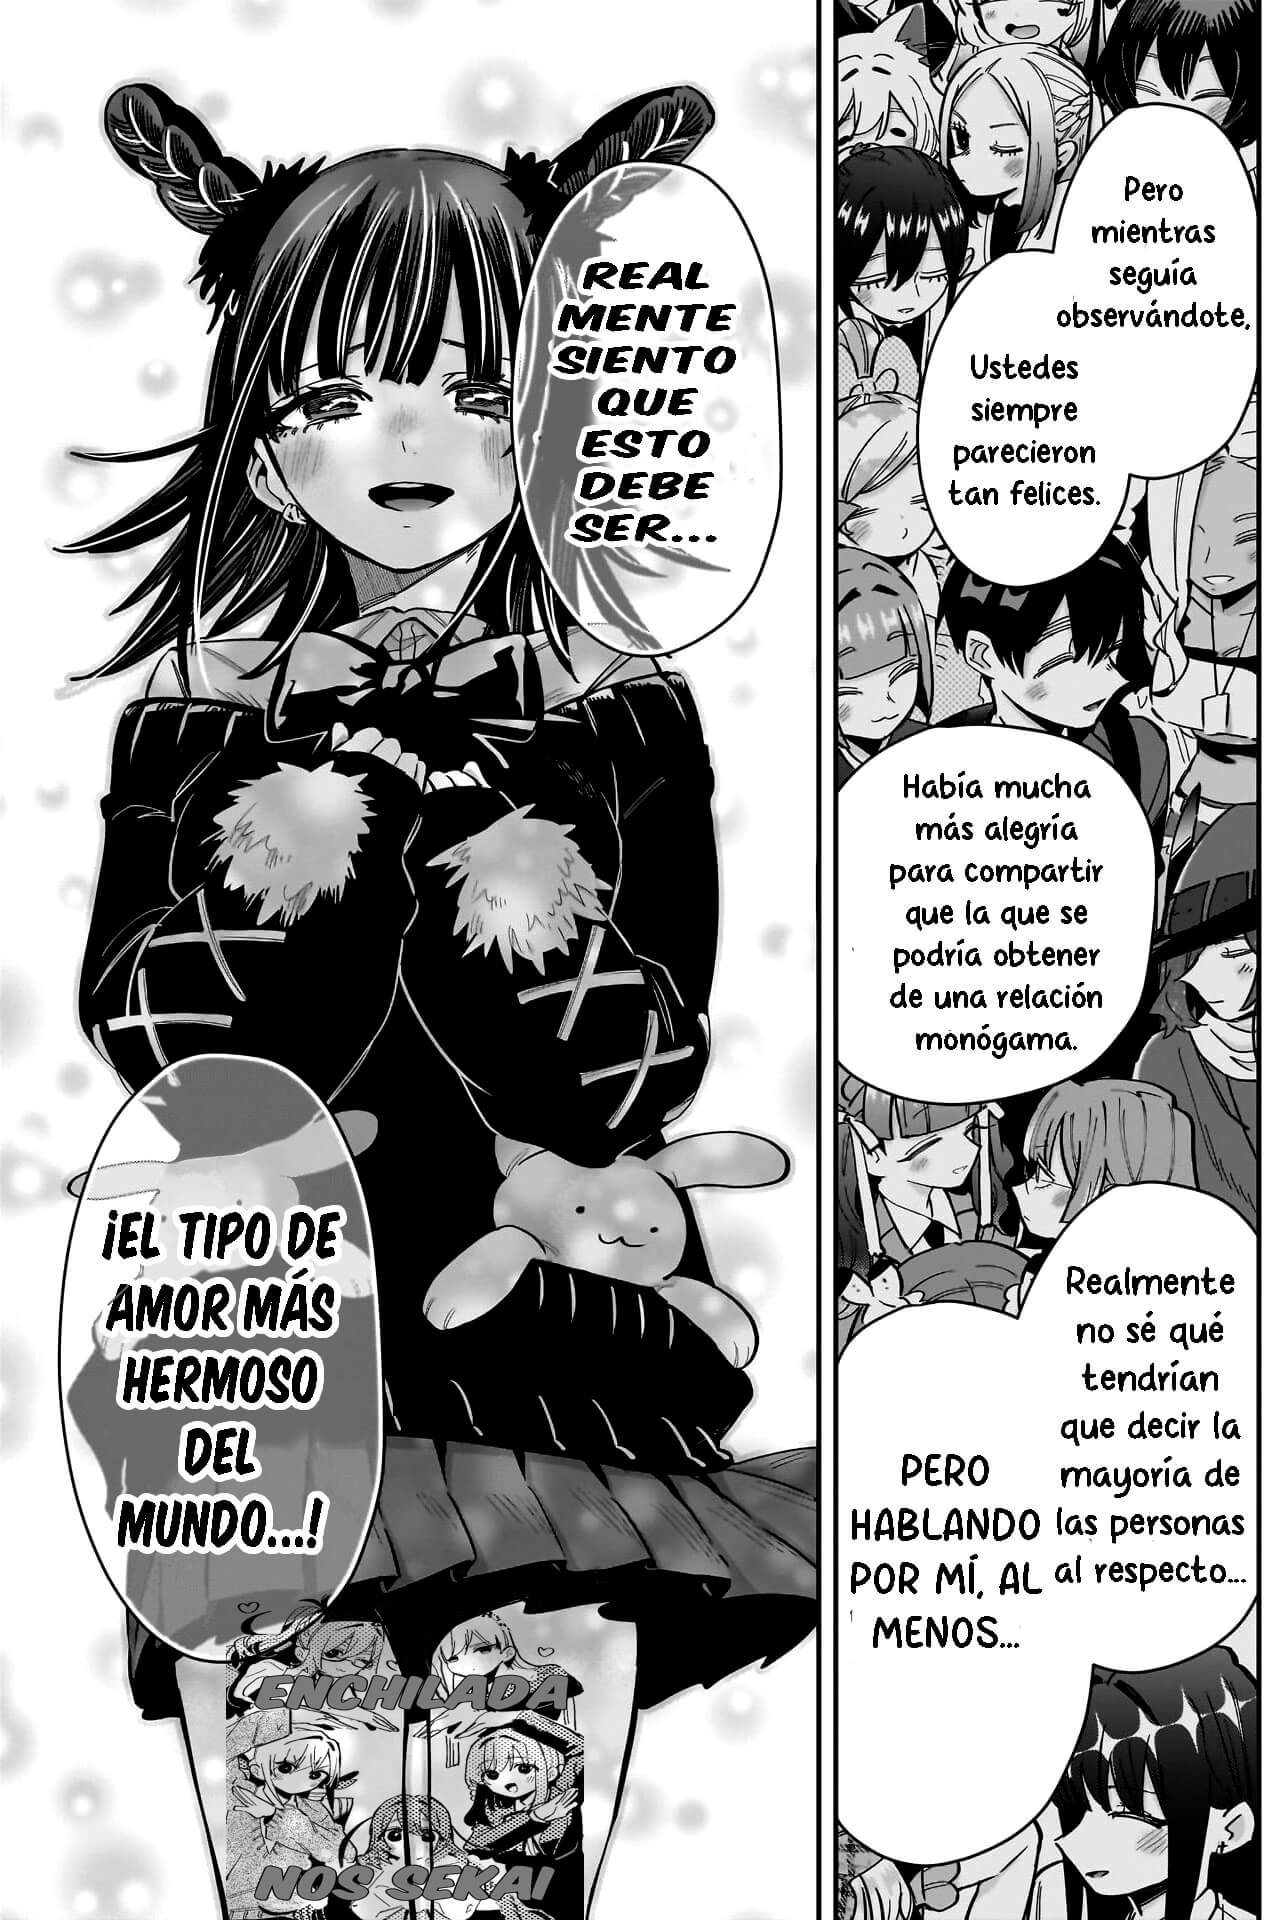 Pero
mientras
seguía
observándote,
Ustedes
siempre
parecieron
tan felices.
Había mucha
más alegría
para compartir
que la que se
podría obtener
de una relación
monógama.
Realmente
no sé qué
tendrían
que decir la
mayoría de
las personas
al respecto...
PERO
HABLANDO
POR MÍ, AL
MENOS...
REAL
MENTE
SIENTO
QUE
ESTO
DEBE
SER...
¡EL TIPO DE
AMOR MÁS
HERMOSO
DEL
MUNDO...!
ENCHILADA
NOS SEKAI